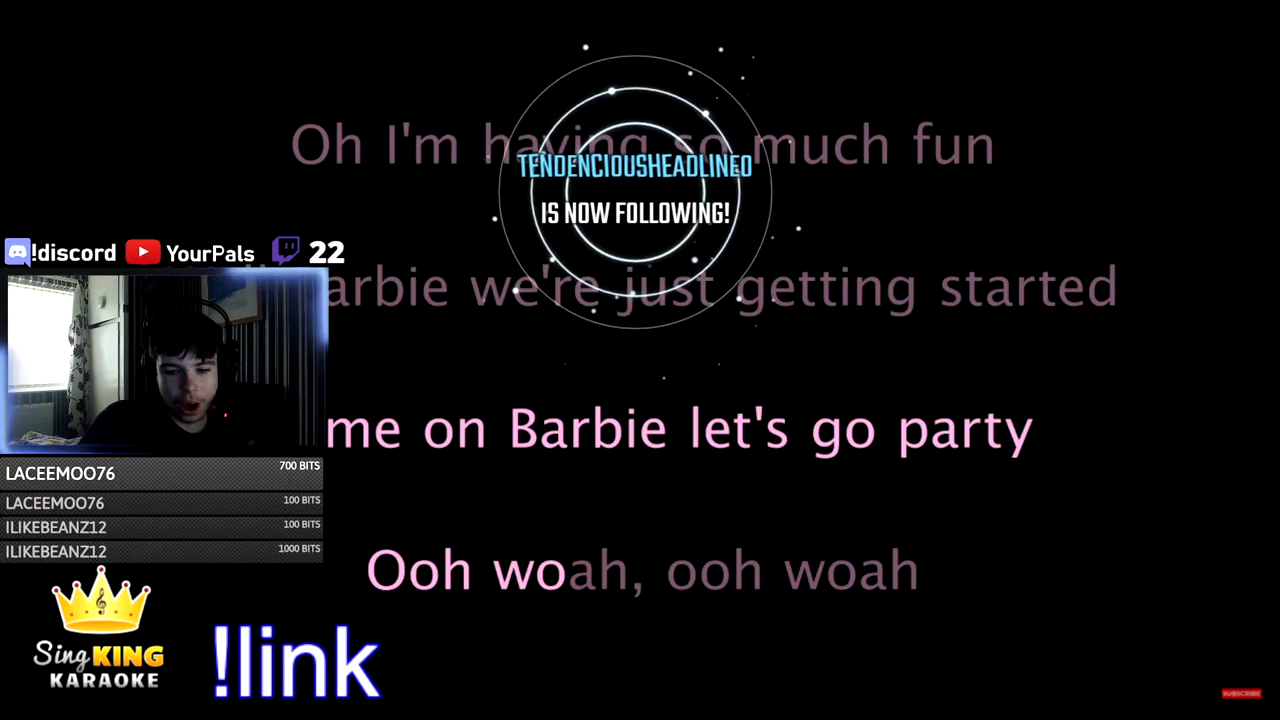 Oh I'm having so much fun
TENDENCIOUSHEADLINEO
IS NOW FOLLOWING!
!discord YourPals 22
arbie we're just getting started
me on Barbie let's go party
LACEEMOO76 700 BITS
LACEEMOO76 100 BITS
ILIKEBEANZ12 100 BITS
ILIKEBEANZ12 1000 BITS
Ooh woah, ooh woah
Sing KING
KARAOKE
!link
SUBSCRIBE